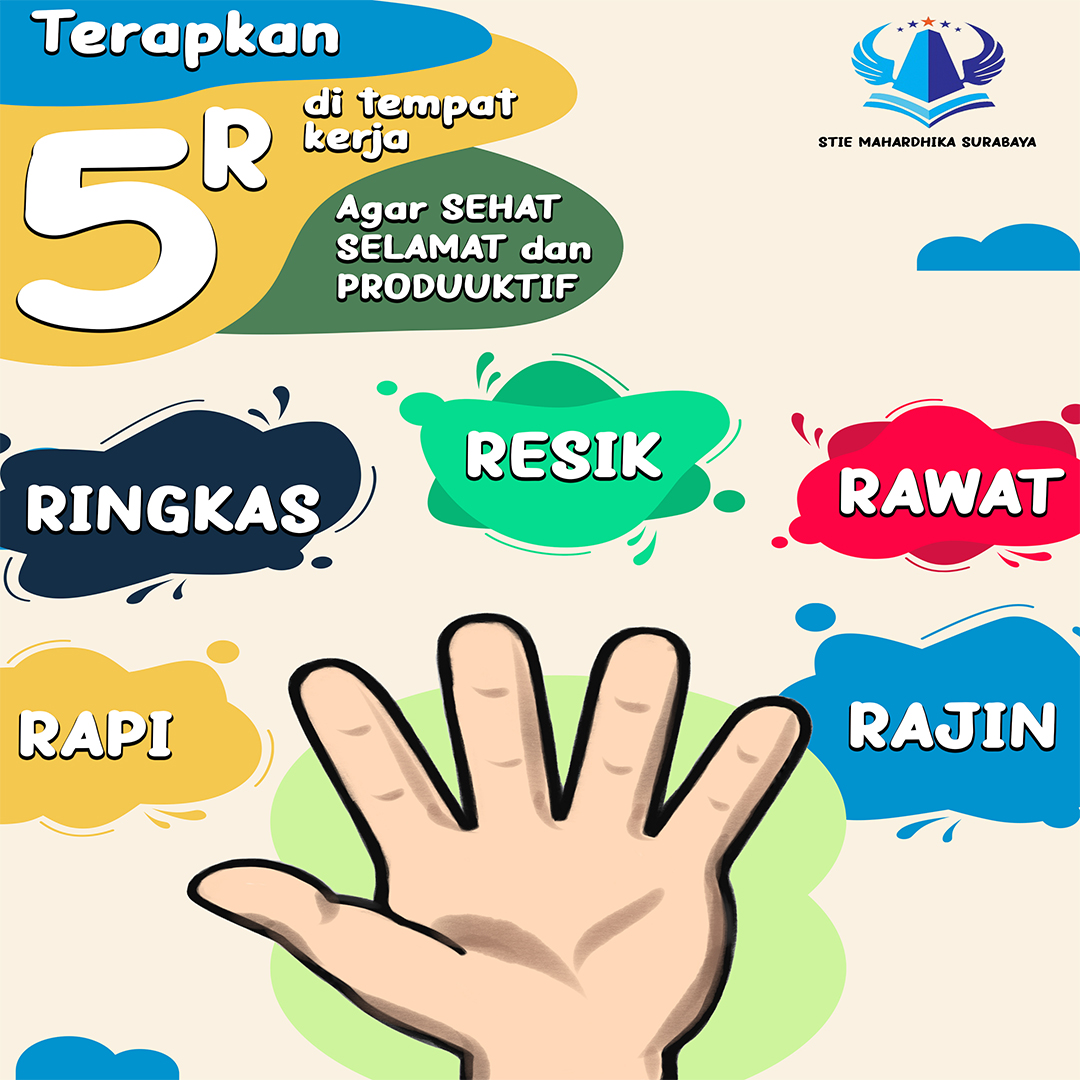 Terapkan
5R
di tempat
kerja
Agar SEHAT
SELAMAT dan
PRODUUKTIF
STIE MAHARDHIKA SURABAYA
RINGKAS
RESIK
RAWAT
RAPI
RAJIN